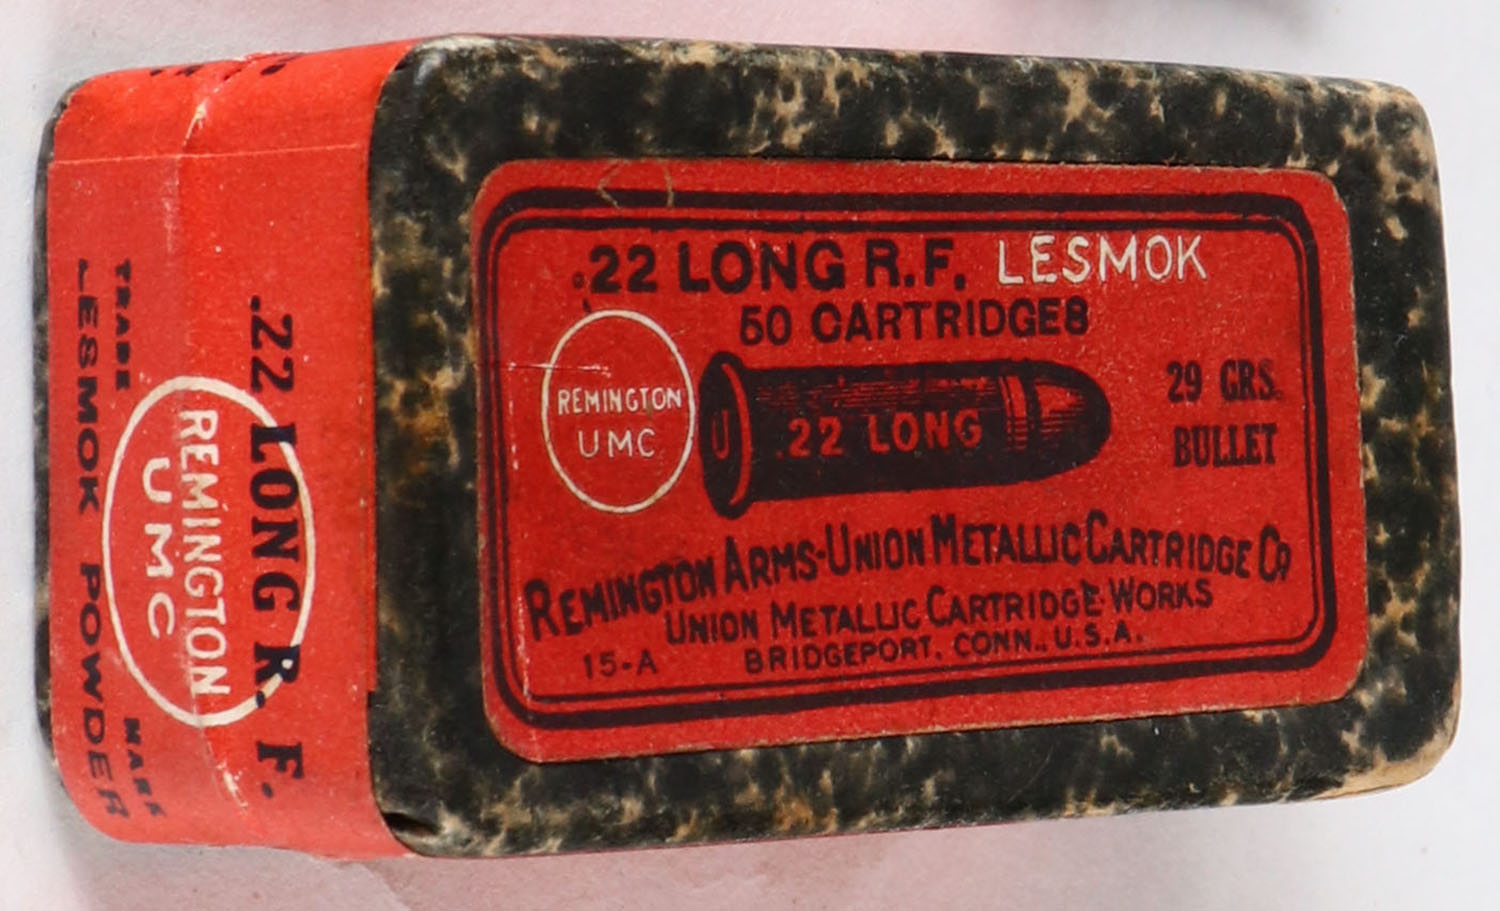 .22 LONG R.F. LESMOK
50 CARTRIDGES
REMINGTON
UMC
U
.22 LONG
29 GRS.
BULLET
REMINGTON ARMS-UNION METALLIC CARTRIDGE CO
UNION METALLIC CARTRIDGE WORKS
15-A
BRIDGEPORT, CONN., U.S.A.
.22 LONG R. F.
REMINGTON
UMC
TRADE MARK
LESMOK POWDER